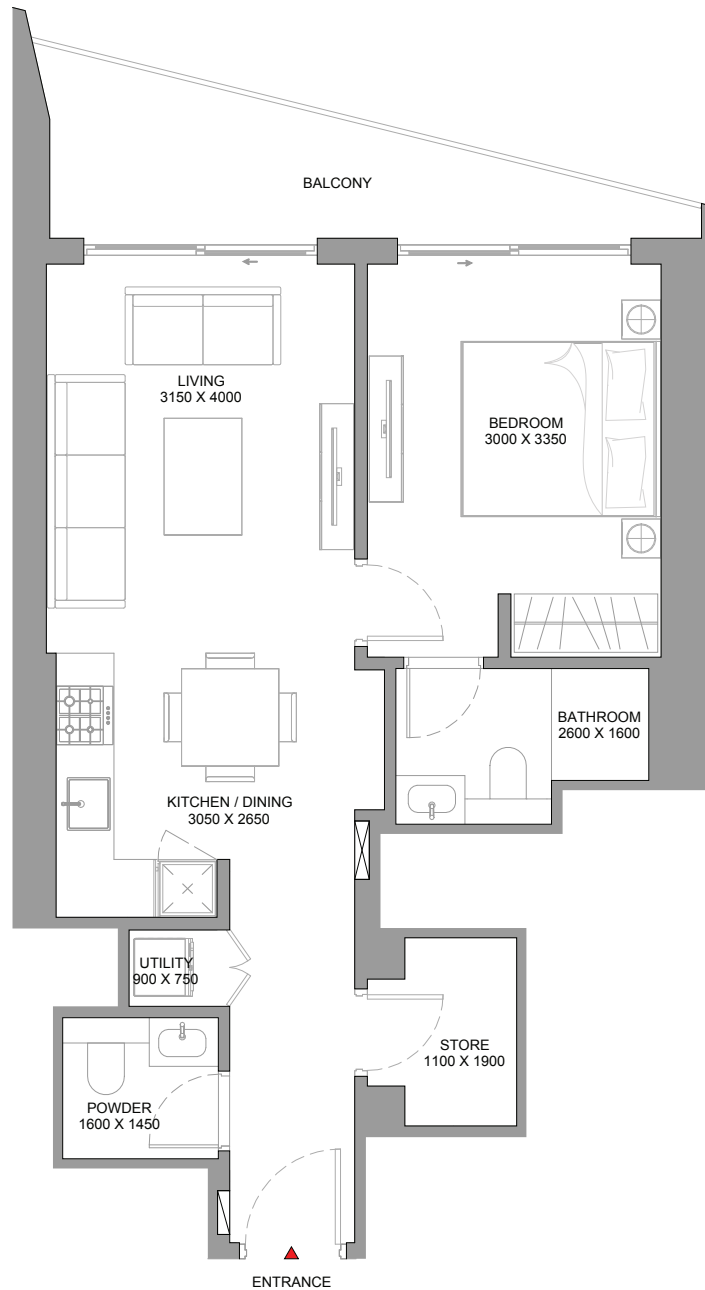 BALCONY
LIVING
3150 X 4000
BEDROOM
3000 X 3350
BATHROOM
2600 X 1600
KITCHEN / DINING
3050 X 2650
UTILITY
900 X 750
STORE
1100 X 1900
POWDER
1600 X 1450
ENTRANCE